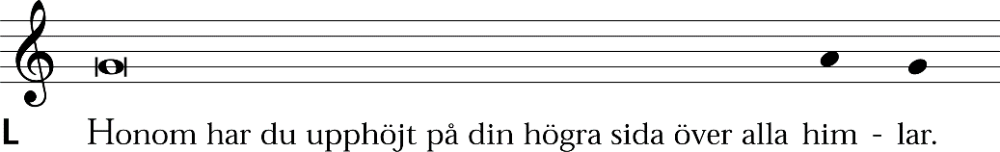 L Honom har du upphöjt på din högra sida över alla him - lar.